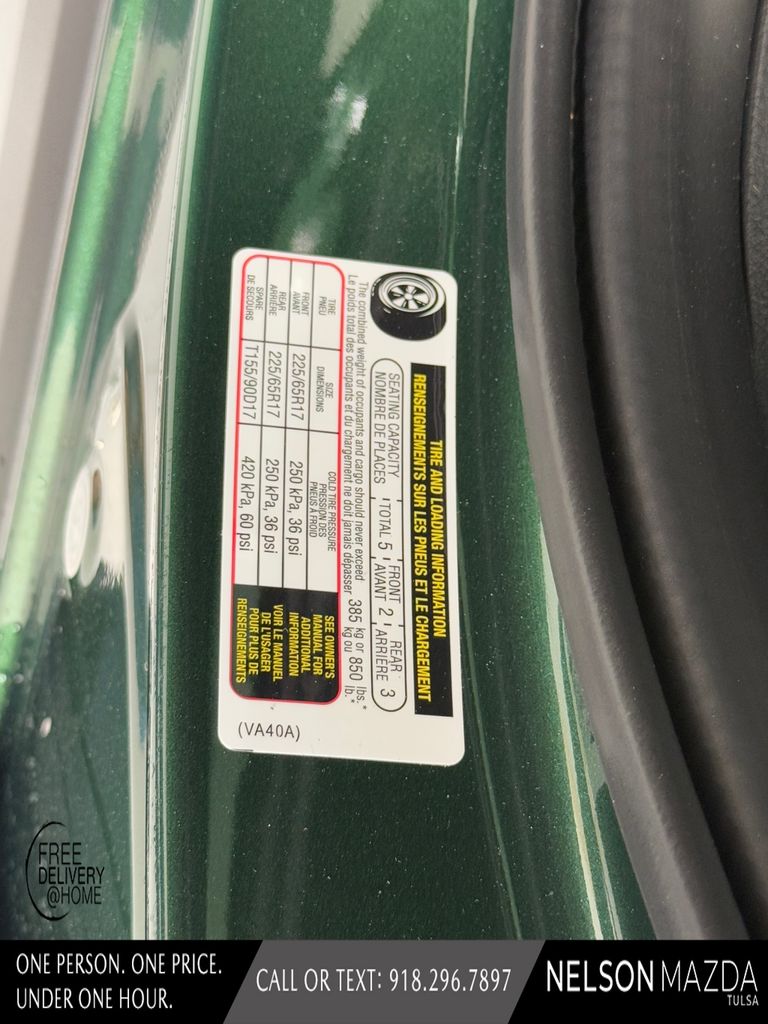 TIRE AND LOADING INFORMATION
RENSEIGNEMENTS SUR LES PNEUS ET LE CHARGEMENT
SEATING CAPACITY
NOMBRE DE PLACES
TOTAL 5
FRONT
AVANT 2
REAR
ARRIÈRE 3
The combined weight of occupants and cargo should never exceed
Le poids total des occupants et du chargement ne doit jamais dépasser
385 kg or 850 lbs.*
kg ou lb.*
TIRE
PNEU
SIZE
DIMENSIONS
COLD TIRE PRESSURE
PRESSION DES
PNEUS À FROID
FRONT
AVANT
225/65R17
250 kPa, 36 psi
REAR
ARRIÈRE
225/65R17
250 kPa, 36 psi
SPARE
DE SECOURS
T155/90D17
420 kPa, 60 psi
SEE OWNER'S
MANUAL FOR
ADDITIONAL
INFORMATION
VOIR LE MANUEL
DE L'USAGER
POUR PLUS DE
RENSEIGNEMENTS
(VA40A)
FREE
DELIVERY
@HOME
ONE PERSON. ONE PRICE.
UNDER ONE HOUR.
CALL OR TEXT: 918.296.7897
NELSON MAZDA
TULSA